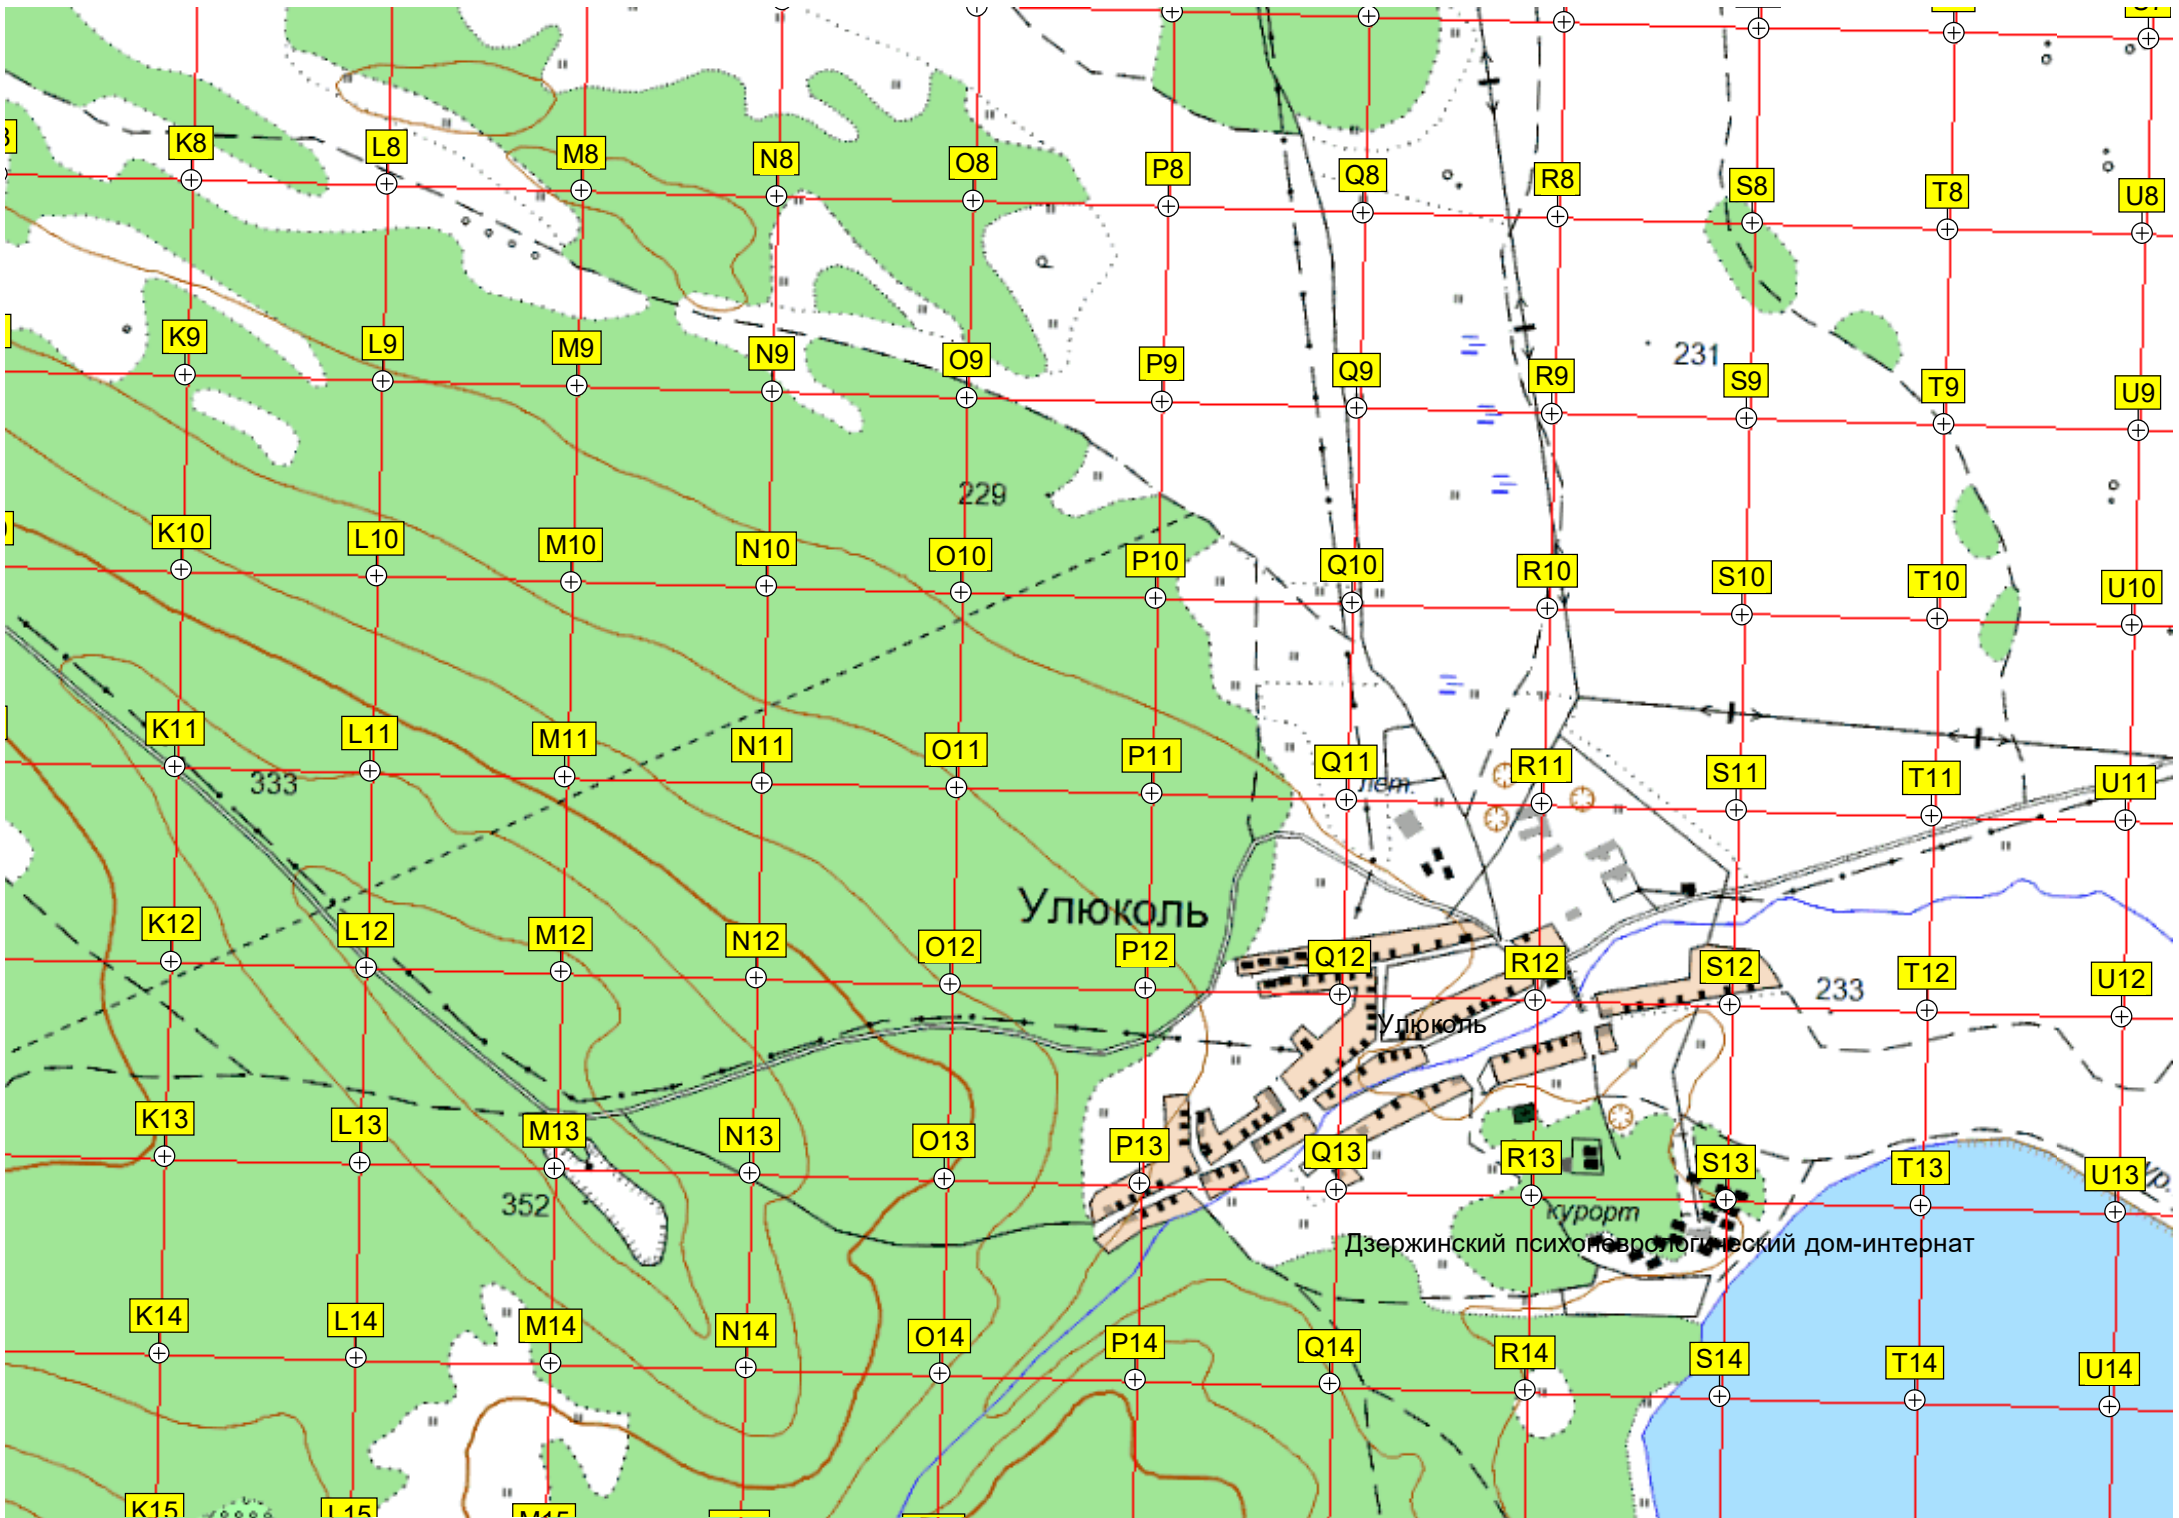 K8 L8 M8 N8 O8 P8 Q8 R8 S8 T8 U8
K9 L9 M9 N9 O9 P9 Q9 R9 231 S9 T9 U9
229
K10 L10 M10 N10 O10 P10 Q10 R10 S10 T10 U10
K11 L11 M11 N11 O11 P11 Q11 R11 S11 T11 U11
333
лет.
Улюколь
K12 L12 M12 N12 O12 P12 Q12 R12 S12 T12 U12
233
Улюколь
K13 L13 M13 N13 O13 P13 Q13 R13 S13 T13 U13
ур.
352
курорт
Дзержинский психоневрологический дом-интернат
K14 L14 M14 N14 O14 P14 Q14 R14 S14 T14 U14
K15 L15 M15